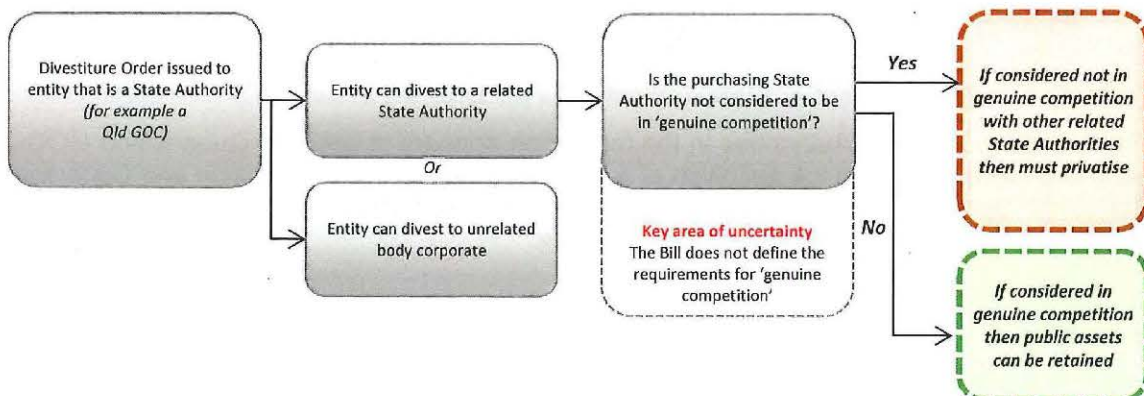 Divestiture Order issued to
entity that is a State Authority
(for example a
Qld GOC)
Entity can divest to a related
State Authority
Or
Entity can divest to unrelated
body corporate
Is the purchasing State
Authority not considered to be
in ‘genuine competition’?
Key area of uncertainty
The Bill does not define the
requirements for ‘genuine
competition’
Yes
No
If considered not in
genuine competition
with other related
State Authorities
then must privatise
If considered in
genuine competition
then public assets
can be retained